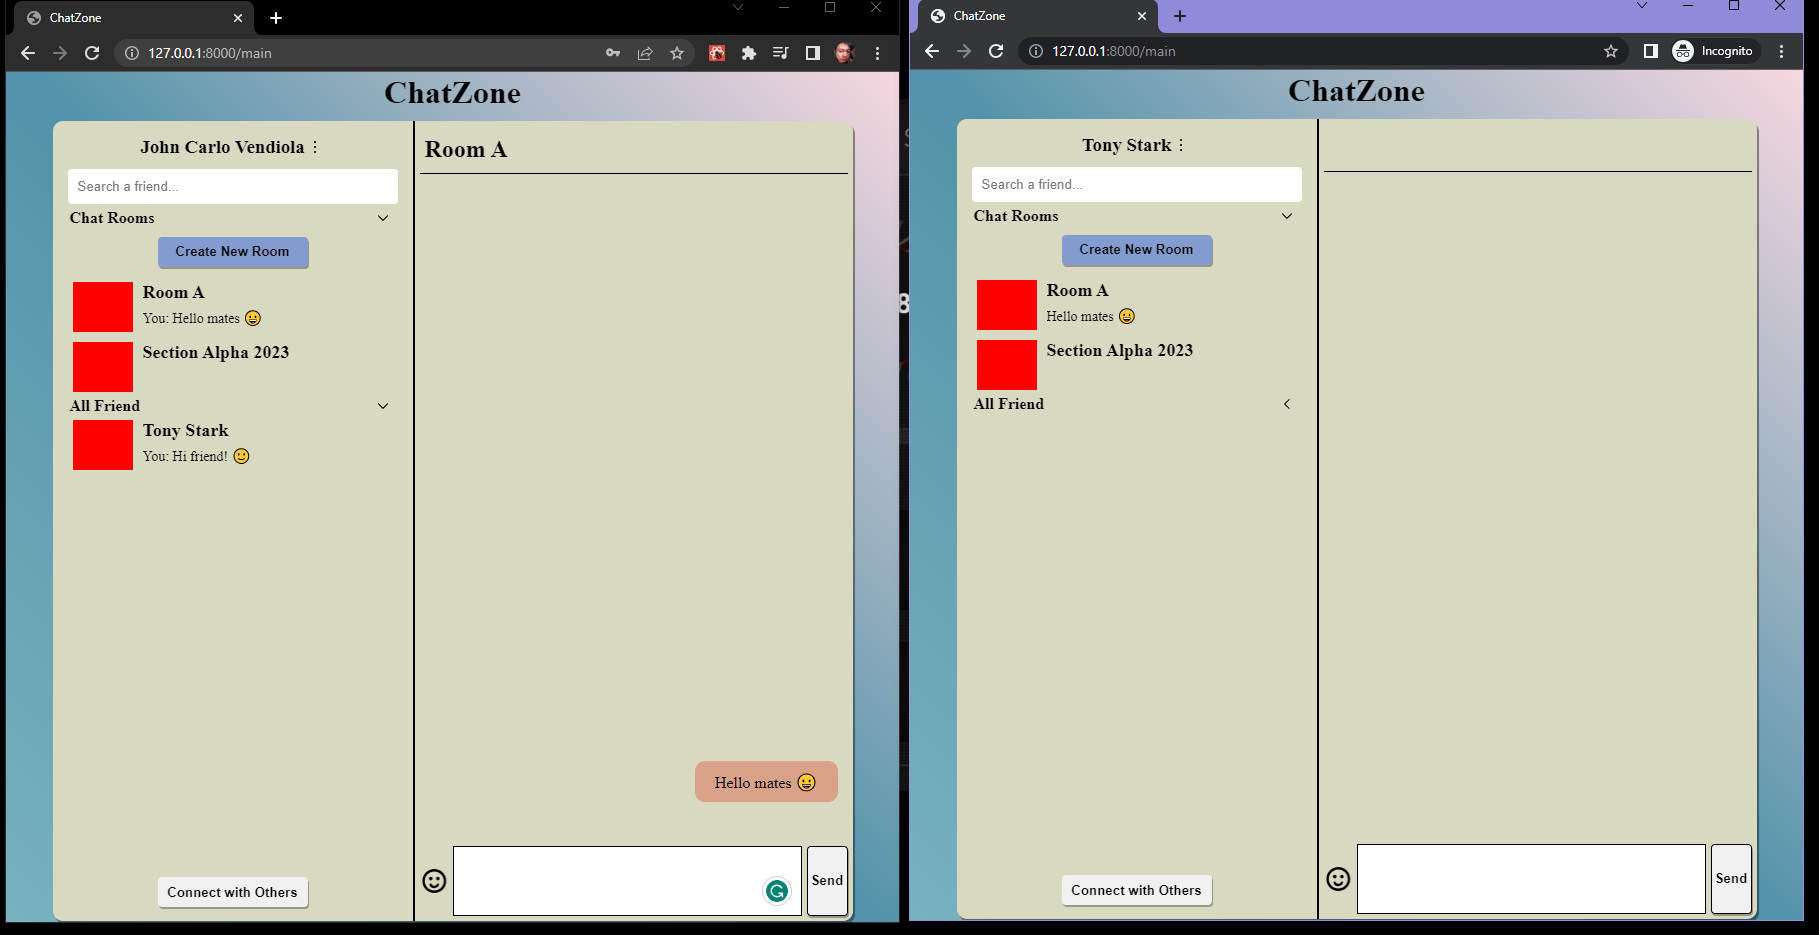 ChatZone
127.0.0.1:8000/main
ChatZone
John Carlo Vendiola
Search a friend...
Chat Rooms
Create New Room
Room A
You: Hello mates 😀
Section Alpha 2023
All Friend
Tony Stark
You: Hi friend! 🙂
Connect with Others
Room A
Hello mates 😀
Send
8
ChatZone
127.0.0.1:8000/main
Incognito
ChatZone
Tony Stark
Search a friend...
Chat Rooms
Create New Room
Room A
Hello mates 😀
Section Alpha 2023
All Friend
Connect with Others
Send